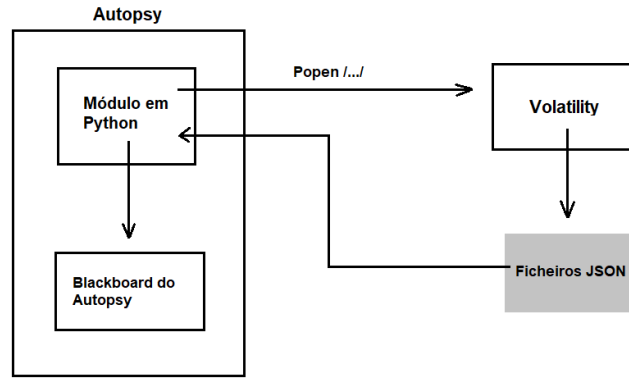 Autopsy
Módulo em
Python
Popen /.../
Volatility
Blackboard do
Autopsy
Ficheiros JSON